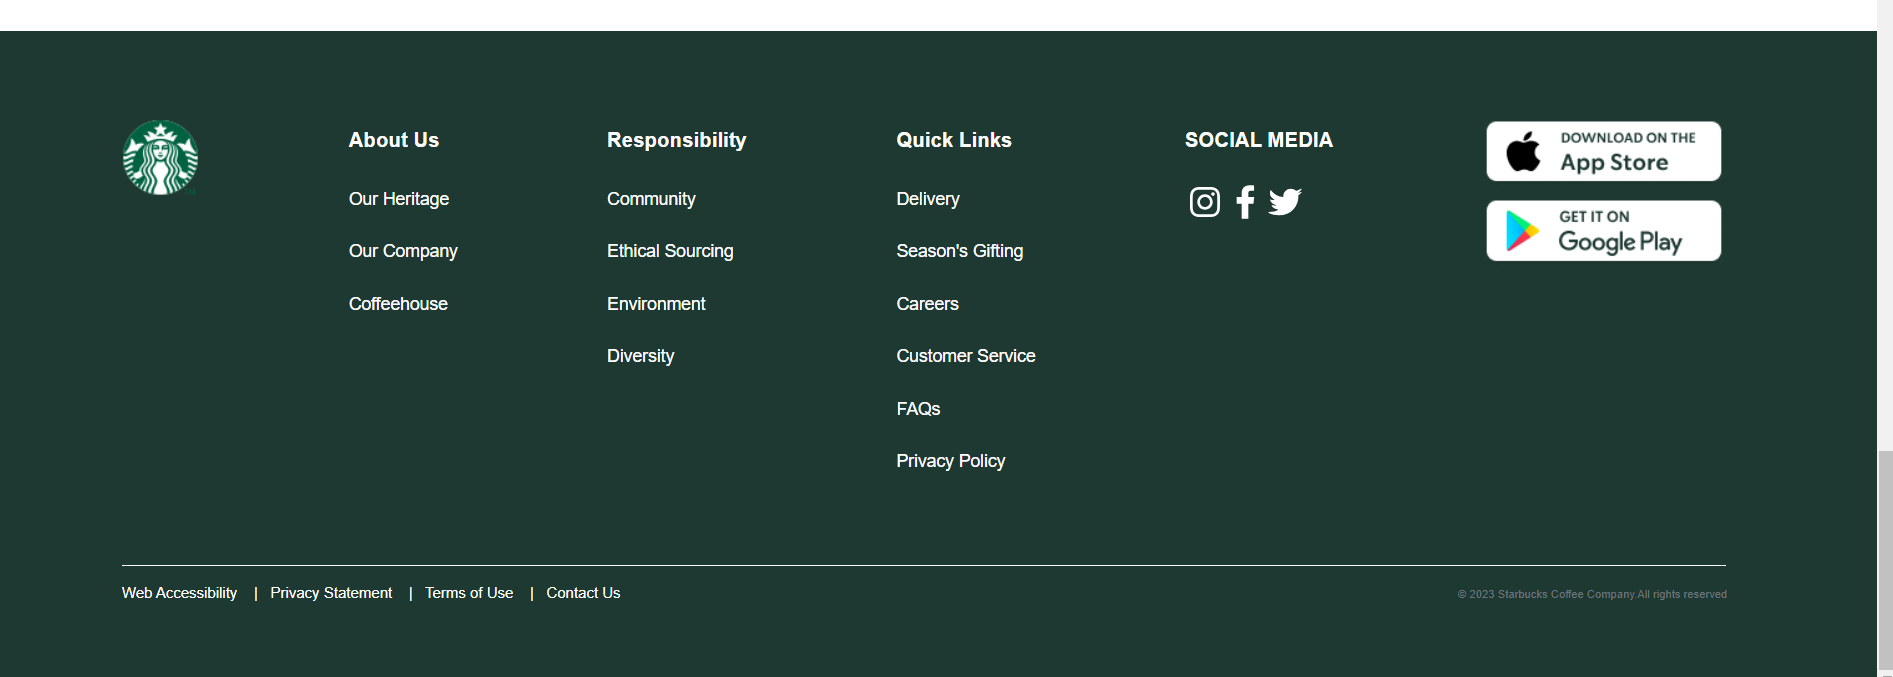 About Us
Our Heritage
Our Company
Coffeehouse
Responsibility
Community
Ethical Sourcing
Environment
Diversity
Quick Links
Delivery
Season's Gifting
Careers
Customer Service
FAQs
Privacy Policy
SOCIAL MEDIA
DOWNLOAD ON THE
App Store
GET IT ON
Google Play
Web Accessibility | Privacy Statement | Terms of Use | Contact Us
© 2023 Starbucks Coffee Company.All rights reserved